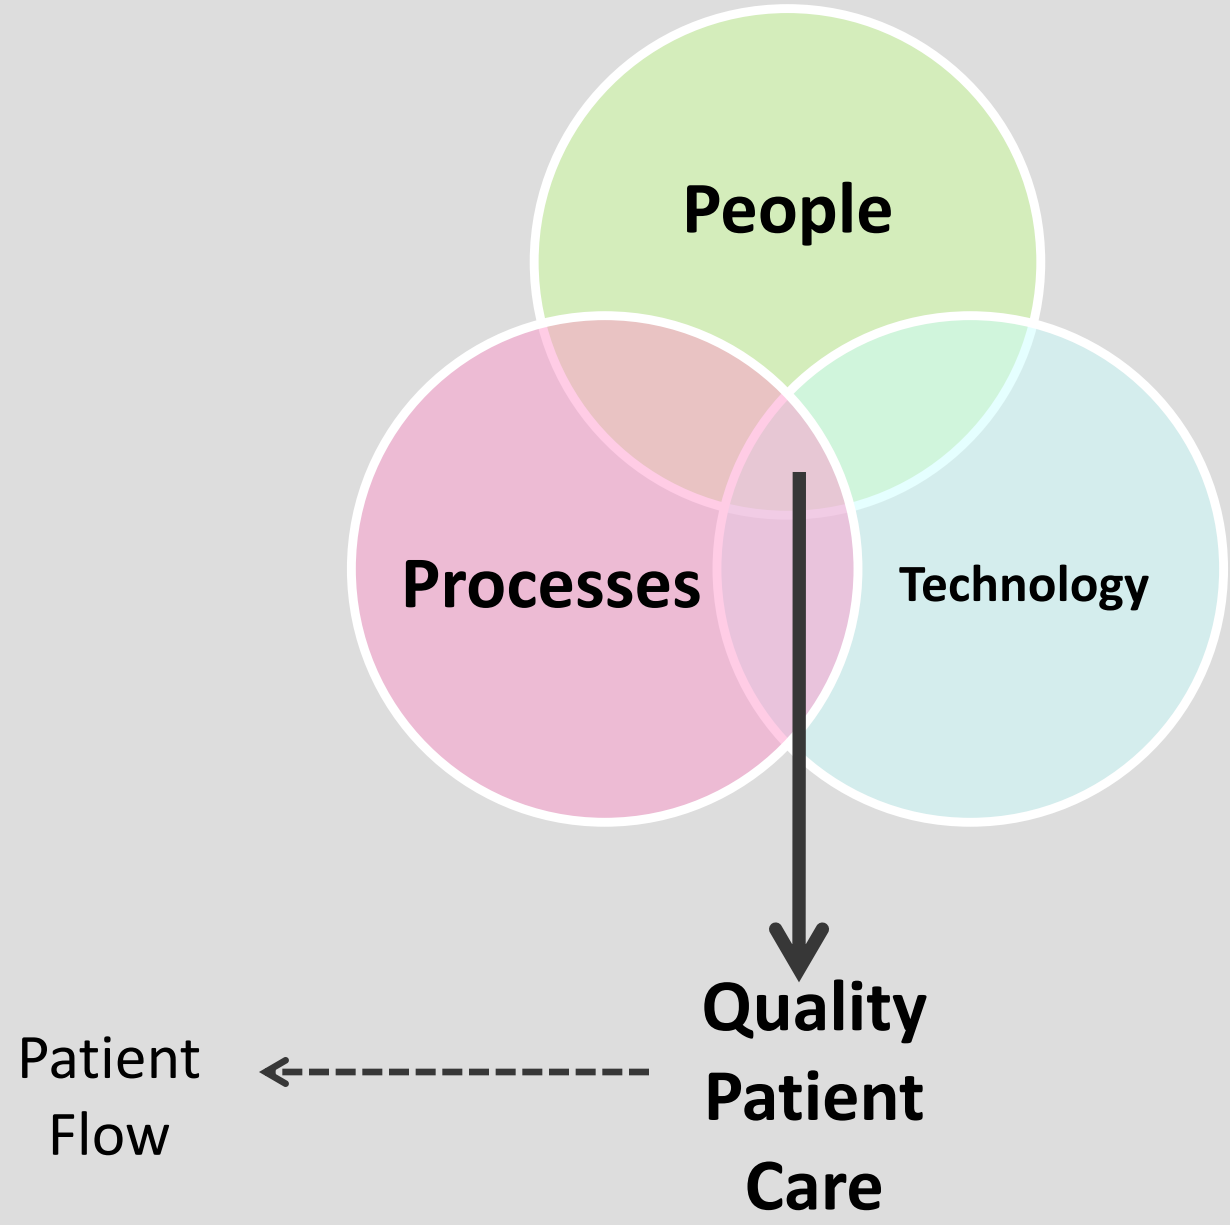 People
Processes
Technology
Quality
Patient
Care
Patient
Flow